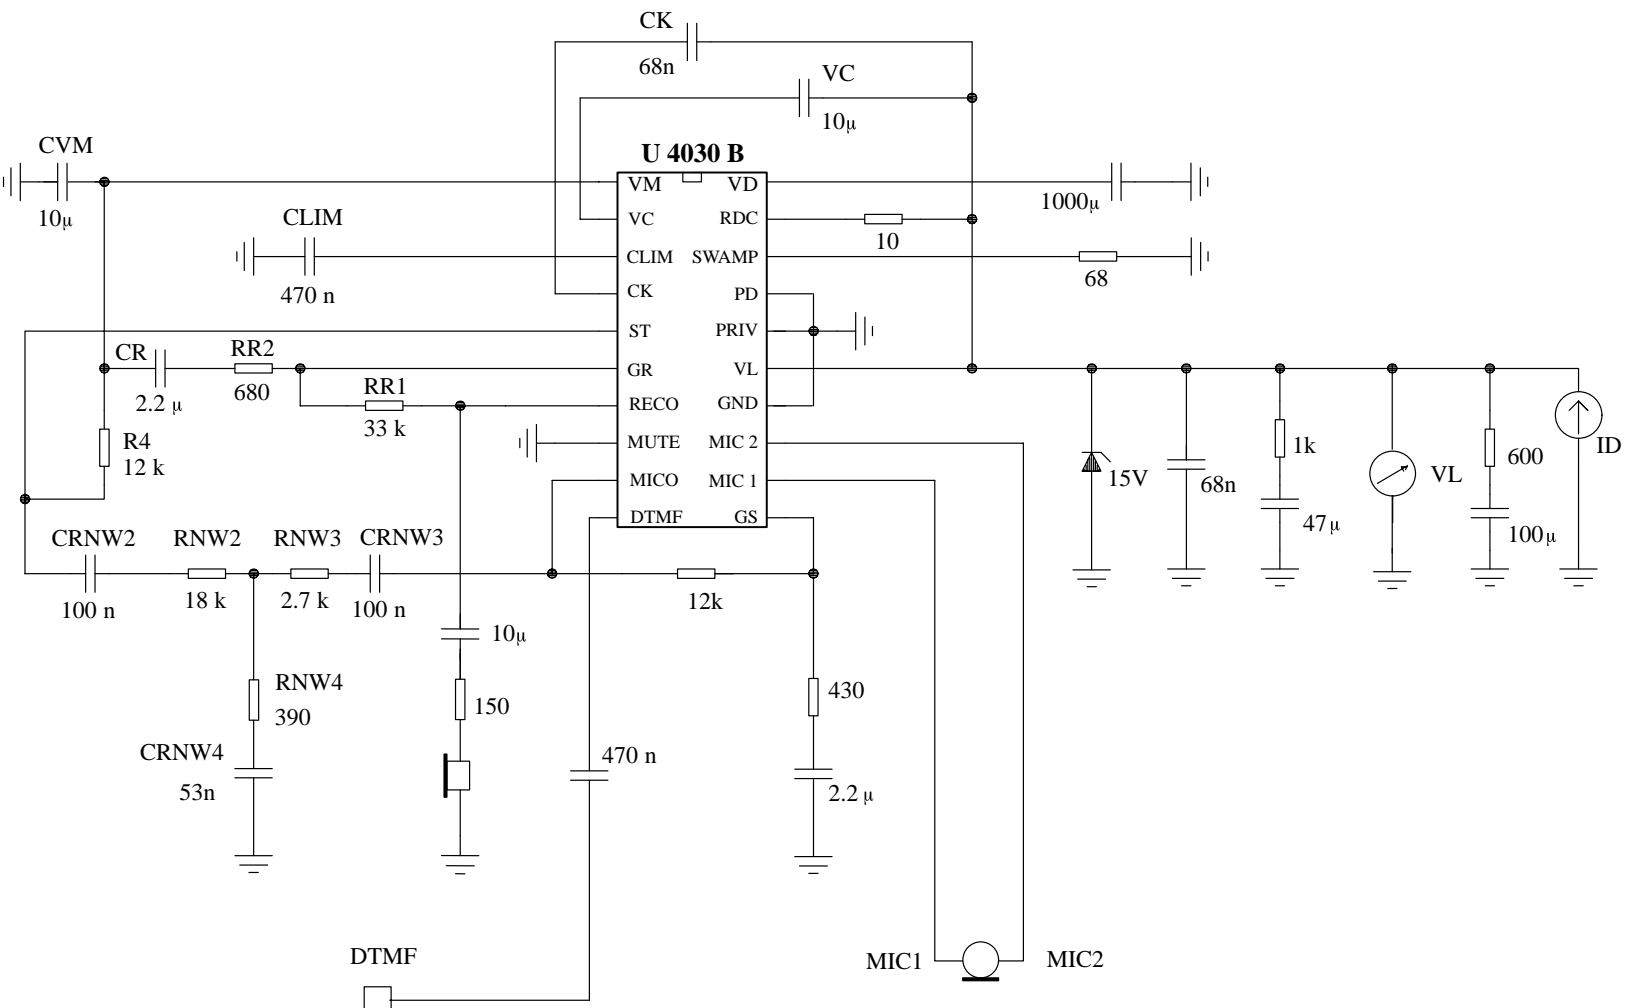 CK
68n
VC
10μ
CVM
10μ
U 4030 B
VM VD
VC RDC
CLIM SWAMP
CK PD
ST PRIV
GR VL
RECO GND
MUTE MIC 2
MICO MIC 1
DTMF GS
1000μ
10
68
CLIM
470 n
CR
2.2 μ
RR2
680
RR1
33 k
R4
12 k
15V
68n
1k
47μ
VL
600
100μ
ID
CRNW2
100 n
RNW2
18 k
RNW3
2.7 k
CRNW3
100 n
12k
10μ
150
RNW4
390
CRNW4
53n
470 n
430
2.2 μ
DTMF
MIC1
MIC2